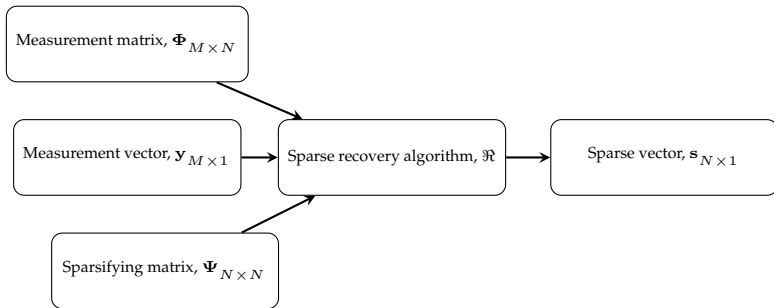 Measurement matrix, Φ_{M×N}
Measurement vector, y_{M×1}
Sparse recovery algorithm, ℜ
Sparse vector, s_{N×1}
Sparsifying matrix, Ψ_{N×N}